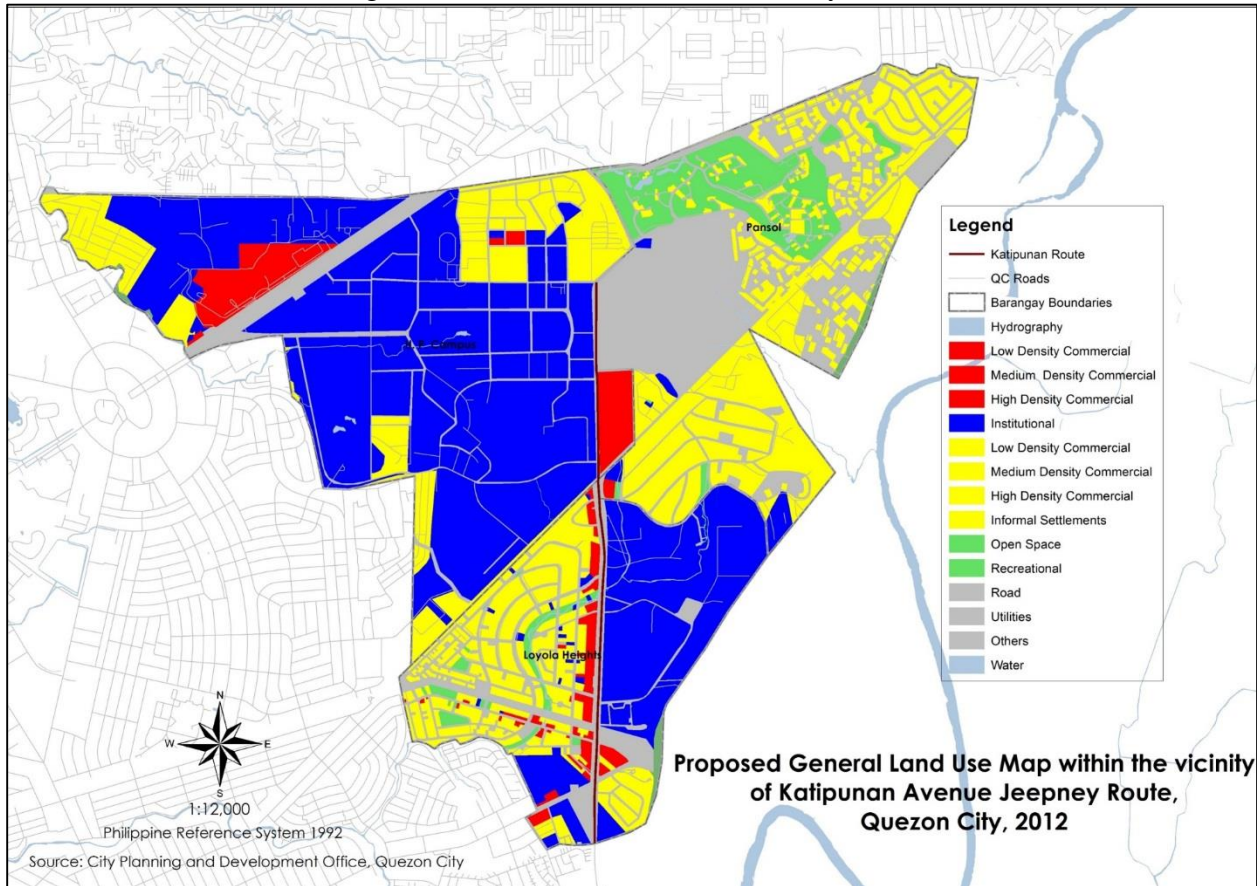 Pansol
U. P. Campus
Loyola Heights
Legend
Katipunan Route
QC Roads
Barangay Boundaries
Hydrography
Low Density Commercial
Medium Density Commercial
High Density Commercial
Institutional
Low Density Commercial
Medium Density Commercial
High Density Commercial
Informal Settlements
Open Space
Recreational
Road
Utilities
Others
Water
N
W E
S
1:12,000
Philippine Reference System 1992
Source: City Planning and Development Office, Quezon City
Proposed General Land Use Map within the vicinity
of Katipunan Avenue Jeepney Route,
Quezon City, 2012